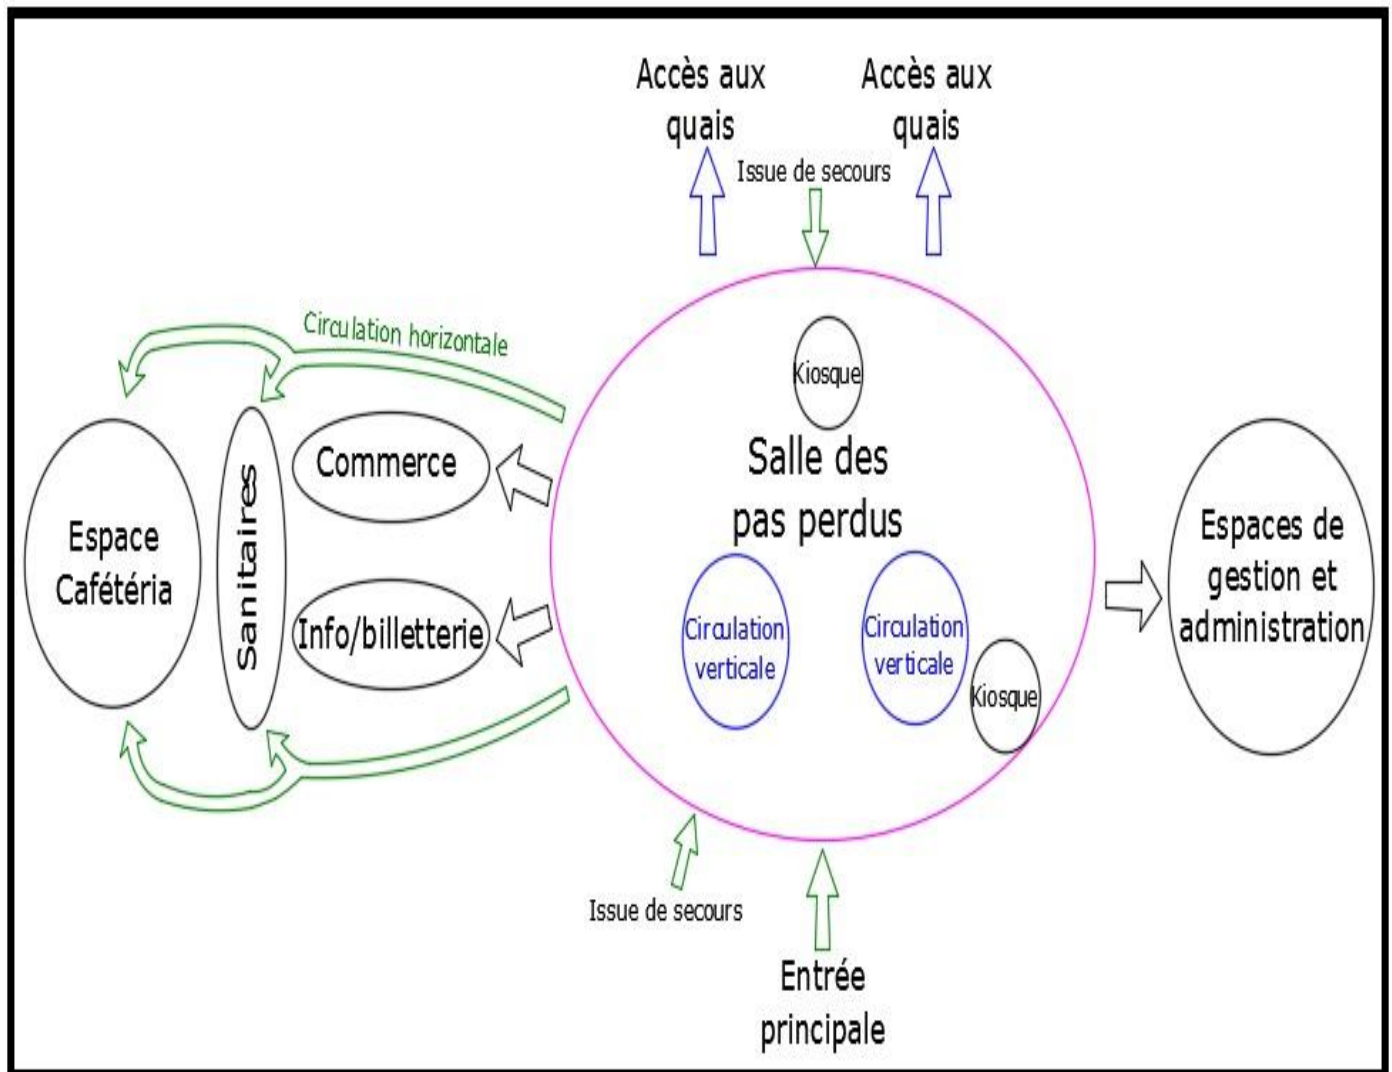 Accès aux
quais
Accès aux
quais
Issue de secours
Circulation horizontale
Kiosque
Salle des
pas perdus
Commerce
Espace
Cafétéria
Sanitaires
Info/billetterie
Circulation
verticale
Circulation
verticale
Kiosque
Espaces de
gestion et
administration
Issue de secours
Entrée
principale